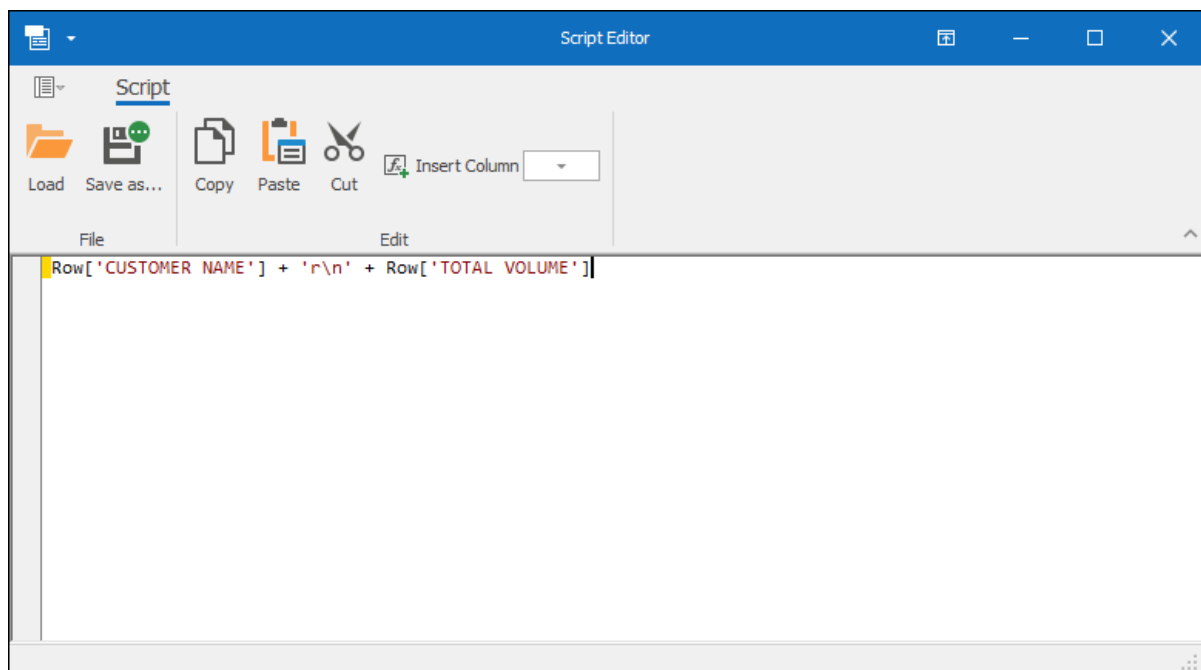 Script Editor
Script
Load Save as... Copy Paste Cut Insert Column
File Edit
Row['CUSTOMER NAME'] + 'r\n' + Row['TOTAL VOLUME']